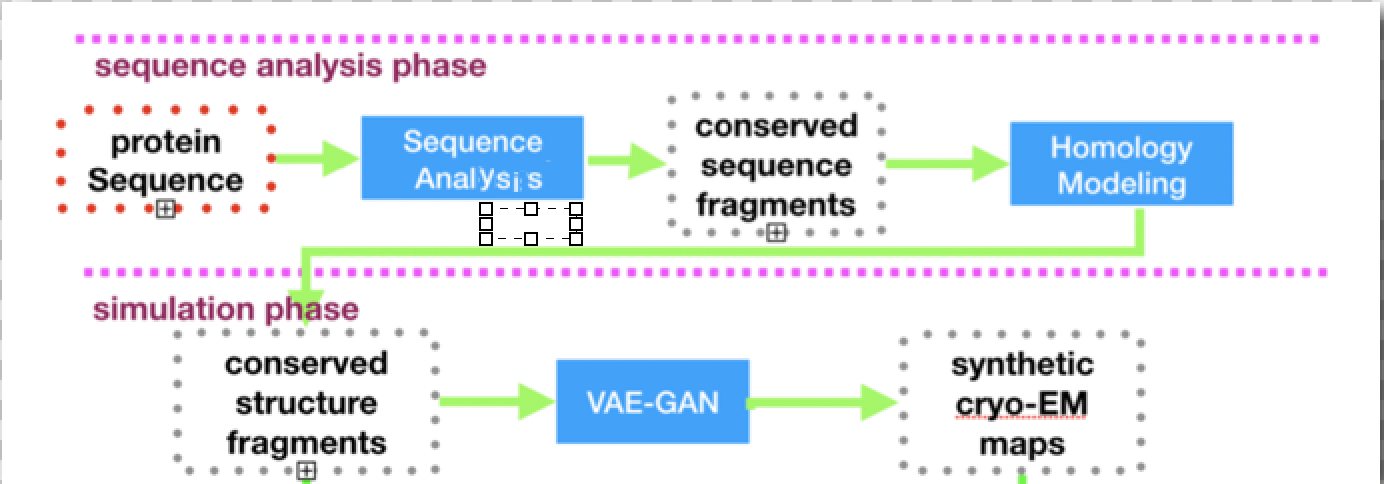 sequence analysis phase
protein
Sequence
Sequence
Analysis
conserved
sequence
fragments
Homology
Modeling
simulation phase
conserved
structure
fragments
VAE-GAN
synthetic
cryo-EM
maps